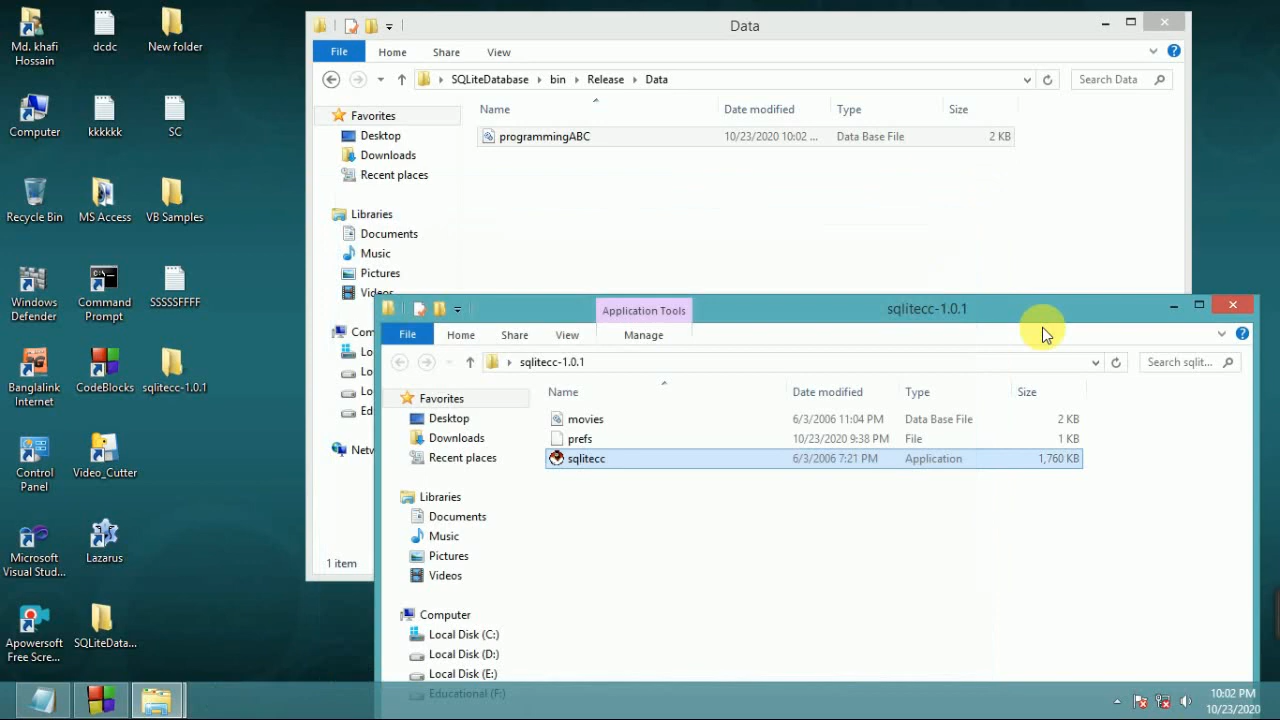 Md. khafi
Hossain
dcdc
New folder
Computer
kkkkkk
SC
Recycle Bin
MS Access
VB Samples
Windows
Defender
Command
Prompt
SSSSSFFFF
Banglalink
Internet
CodeBlocks
sqlitecc-1.0.1
Control
Panel
Video_Cutter
Microsoft
Visual Stud...
Lazarus
Apowersoft
Free Scre...
SQLiteData...
Data
File
Home
Share
View
SQLiteDatabase
bin
Release
Data
Search Data
Name
Date modified
Type
Size
Favorites
Desktop
Downloads
Recent places
Libraries
Documents
Music
Pictures
Videos
programmingABC
10/23/2020 10:02 ...
Data Base File
2 KB
Com
Lo
Lo
Lo
Ed
Netw
1 item
Application Tools
sqlitecc-1.0.1
File
Home
Share
View
Manage
sqlitecc-1.0.1
Search sqlit...
Name
Date modified
Type
Size
Favorites
Desktop
Downloads
Recent places
Libraries
Documents
Music
Pictures
Videos
Computer
Local Disk (C:)
Local Disk (D:)
Local Disk (E:)
Educational (F:)
movies
6/3/2006 11:04 PM
Data Base File
2 KB
prefs
10/23/2020 9:38 PM
File
1 KB
sqlitecc
6/3/2006 7:21 PM
Application
1,760 KB
10:02 PM
10/23/2020